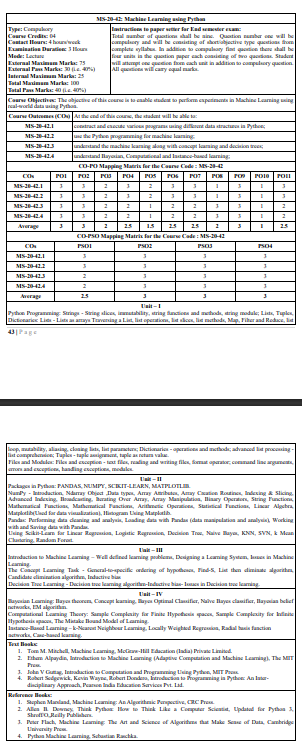 MS-20-42: Machine Learning using Python
Type: Compulsory
Course Credits: 04
Contact Hours: 4 hours/week
Examination Duration: 3 Hours
Mode: Lecture
External Maximum Marks: 75
External Pass Marks: 30 (i.e. 40%)
Internal Maximum Marks: 25
Total Maximum Marks: 100
Total Pass Marks: 40 (i.e. 40%)
Instructions to paper setter for End semester exam:
Total number of questions shall be nine. Question number one will be
compulsory and will be consisting of short/objective type questions from
complete syllabus. In addition to compulsory first question there shall be
four units in the question paper each consisting of two questions. Student
will attempt one question from each unit in addition to compulsory question.
All questions will carry equal marks.
Course Objectives: The objective of this course is to enable student to perform experiments in Machine Learning using
real-world data using Python.
Course Outcomes (COs) At the end of this course, the student will be able to:
MS-20-42.1 construct and execute various programs using different data structures in Python;
MS-20-42.2 use the Python programming for machine learning;
MS-20-42.3 understand the machine learning along with concept learning and decision trees;
MS-20-42.4 understand Bayesian, Computational and Instance-based learning;
CO-PO Mapping Matrix for the Course Code : MS-20-42
COs PO1 PO2 PO3 PO4 PO5 PO6 PO7 PO8 PO9 PO10 PO11
MS-20-42.1 3 3 2 3 2 3 3 1 3 1 3
MS-20-42.2 3 3 2 3 2 3 3 1 3 1 3
MS-20-42.3 3 3 2 2 1 2 2 3 3 1 2
MS-20-42.4 3 3 2 2 1 2 2 3 3 1 2
Average 3 3 2 2.5 1.5 2.5 2.5 2 3 1 2.5
CO-PSO Mapping Matrix for the Course Code : MS-20-42
COs PSO1 PSO2 PSO3 PSO4
MS-20-42.1 3 3 3 3
MS-20-42.2 3 3 3 3
MS-20-42.3 2 3 3 3
MS-20-42.4 2 3 3 3
Average 2.5 3 3 3
Unit – I
Python Programming: Strings - String slices, immutability, string functions and methods, string module; Lists, Tuples,
Dictionaries: Lists - Lists as arrays Traversing a List, list operations, list slices, list methods, Map, Filter and Reduce, list
43 | Page
loop, mutability, aliasing, cloning lists, list parameters; Dictionaries - operations and methods; advanced list processing -
list comprehension; Tuples - tuple assignment, tuple as return value.
Files and Modules: Files and exception - text files, reading and writing files, format operator; command line arguments,
errors and exceptions, handling exceptions, modules.
Unit – II
Packages in Python: PANDAS, NUMPY, SCIKIT-LEARN, MATPLOTLIB.
NumPy - Introduction, Ndarray Object ,Data types, Array Attributes, Array Creation Routines, Indexing & Slicing,
Advanced Indexing, Broadcasting, Iterating Over Array, Array Manipulation, Binary Operators, String Functions,
Mathematical Functions, Mathematical Functions, Arithmetic Operations, Statistical Functions, Linear Algebra,
Matplotlib(Used for data visualization), Histogram Using Matplotlib.
Pandas: Performing data cleaning and analysis, Loading data with Pandas (data manipulation and analysis), Working
with and Saving data with Pandas.
Using Scikit-Learn for Linear Regression, Logistic Regression, Decision Tree, Naive Bayes, KNN, SVN, k Mean
Clustering, Random Forest.
Unit – III
Introduction to Machine Learning – Well defined learning problems, Designing a Learning System, Issues in Machine
Learning.
The Concept Learning Task - General-to-specific ordering of hypotheses, Find-S, List then eliminate algorithm,
Candidate elimination algorithm, Inductive bias
Decision Tree Learning - Decision tree learning algorithm-Inductive bias- Issues in Decision tree learning.
Unit – IV
Bayesian Learning: Bayes theorem, Concept learning, Bayes Optimal Classifier, Naïve Bayes classifier, Bayesian belief
networks, EM algorithm.
Computational Learning Theory: Sample Complexity for Finite Hypothesis spaces, Sample Complexity for Infinite
Hypothesis spaces, The Mistake Bound Model of Learning.
Instance-Based Learning – k-Nearest Neighbour Learning, Locally Weighted Regression, Radial basis function
networks, Case-based learning.
Text Books:
1. Tom M. Mitchell, Machine Learning, McGraw-Hill Education (India) Private Limited.
2. Ethem Alpaydin, Introduction to Machine Learning (Adaptive Computation and Machine Learning), The MIT
Press.
3. John V Guttag, Introduction to Computation and Programming Using Python, MIT Press.
4. Robert Sedgewick, Kevin Wayne, Robert Dondero, Introduction to Programming in Python: An Inter-
disciplinary Approach, Pearson India Education Services Pvt. Ltd.
Reference Books:
1. Stephen Marsland, Machine Learning: An Algorithmic Perspective, CRC Press.
2. Allen B. Downey, Think Python: How to Think Like a Computer Scientist, Updated for Python 3,
Shroff/O,Reilly Publishers.
3. Peter Flach, Machine Learning: The Art and Science of Algorithms that Make Sense of Data, Cambridge
University Press.
4. Python Machine Learning, Sebastian Raschka.